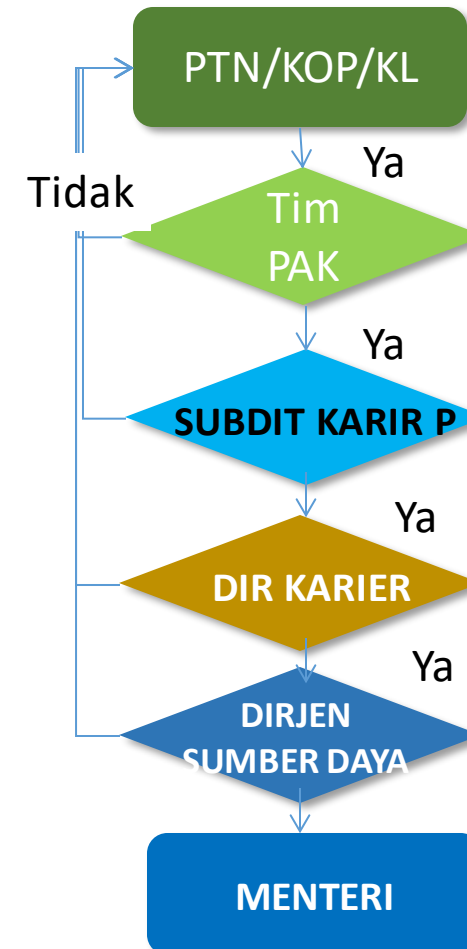 PTN/KOP/KL
Ya
Tidak
Tim
PAK
Ya
SUBDIT KARIR P
Ya
DIR KARIER
Ya
DIRJEN
SUMBER DAYA
MENTERI